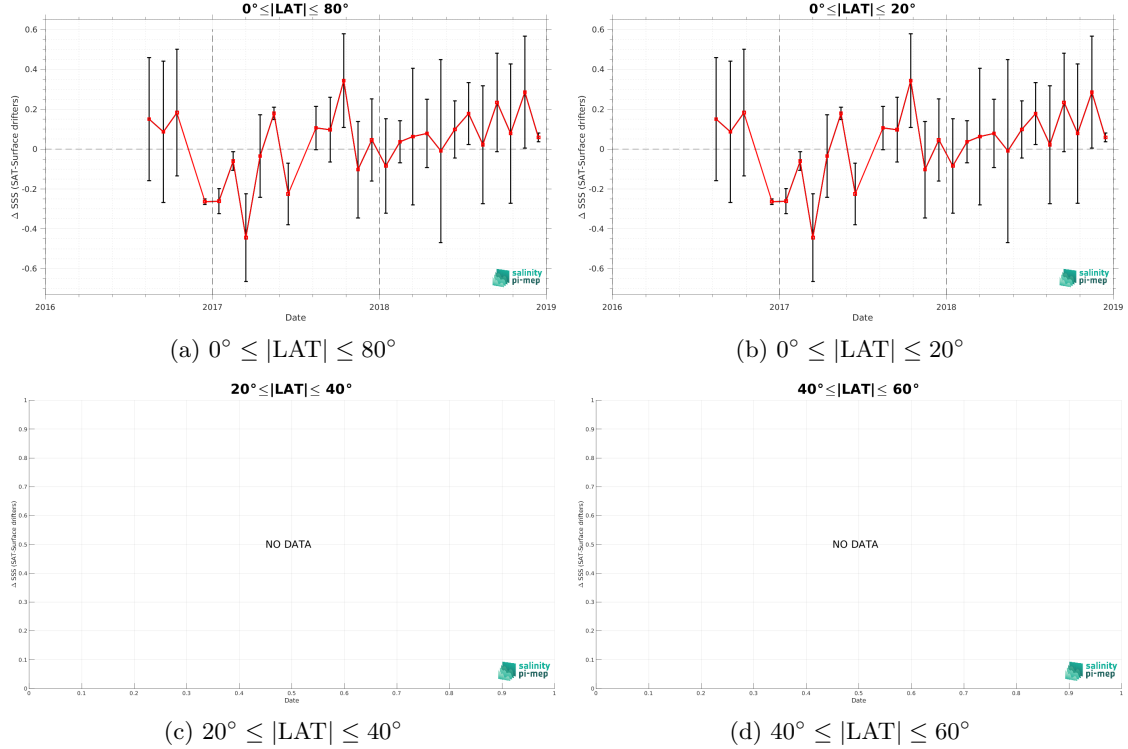 0°≤|LAT|≤ 80°
Δ SSS (SAT-Surface drifters)
0.6
0.4
0.2
0
-0.2
-0.4
-0.6
2016
2017
2018
2019
Date
salinity
pi-mep
(a) 0° ≤ |LAT| ≤ 80°
0°≤|LAT|≤ 20°
Δ SSS (SAT-Surface drifters)
0.6
0.4
0.2
0
-0.2
-0.4
-0.6
2016
2017
2018
2019
Date
salinity
pi-mep
(b) 0° ≤ |LAT| ≤ 20°
20°≤|LAT|≤ 40°
Δ SSS (SAT-Surface drifters)
1
0.9
0.8
0.7
0.6
0.5
0.4
0.3
0.2
0.1
0
NO DATA
0
0.1
0.2
0.3
0.4
0.5
0.6
0.7
0.8
0.9
1
Date
salinity
pi-mep
(c) 20° ≤ |LAT| ≤ 40°
40°≤|LAT|≤ 60°
Δ SSS (SAT-Surface drifters)
1
0.9
0.8
0.7
0.6
0.5
0.4
0.3
0.2
0.1
0
NO DATA
0
0.1
0.2
0.3
0.4
0.5
0.6
0.7
0.8
0.9
1
Date
salinity
pi-mep
(d) 40° ≤ |LAT| ≤ 60°